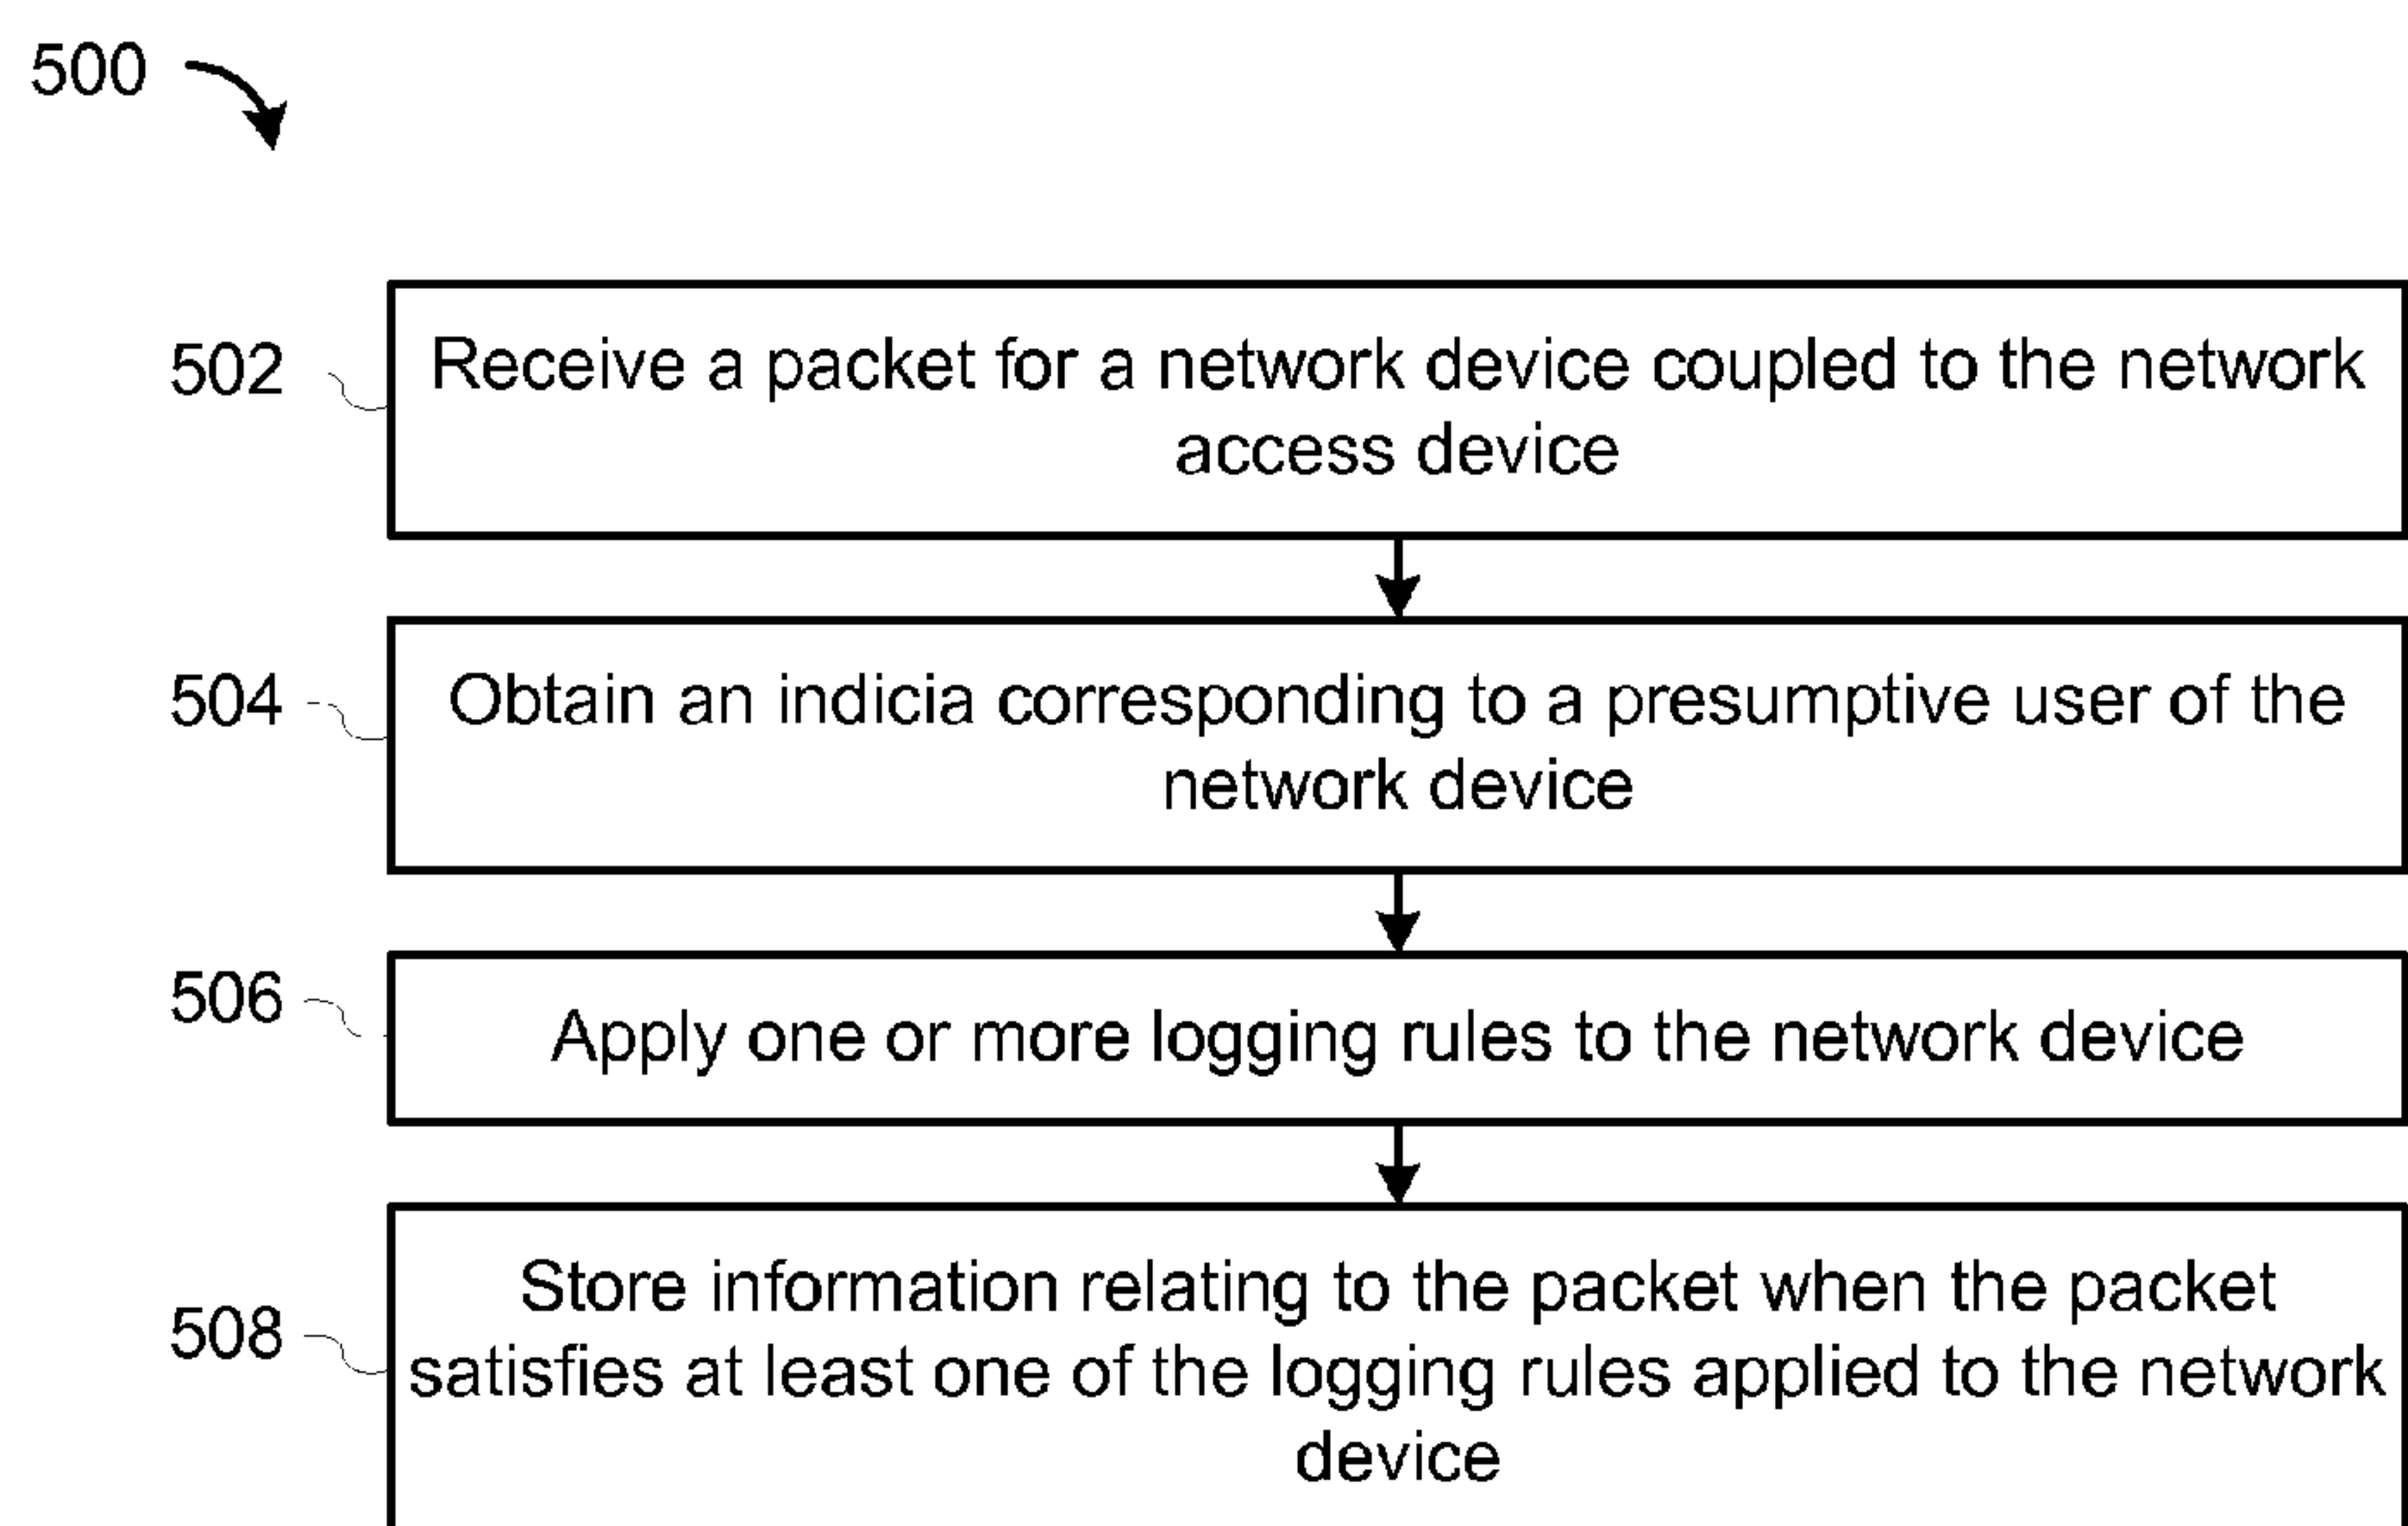 500
502
Receive a packet for a network device coupled to the network
access device
504
Obtain an indicia corresponding to a presumptive user of the
network device
506
Apply one or more logging rules to the network device
508
Store information relating to the packet when the packet
satisfies at least one of the logging rules applied to the network
device